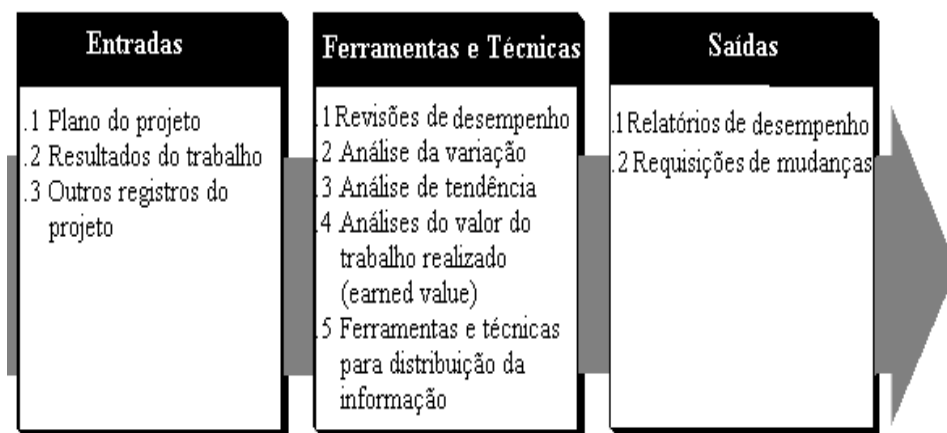 Entradas
.1 Plano do projeto
.2 Resultados do trabalho
.3 Outros registros do
projeto
Ferramentas e Técnicas
.1 Revisões de desempenho
.2 Análise da variação
.3 Análise de tendência
.4 Análises do valor do
trabalho realizado
(earned value)
.5 Ferramentas e técnicas
para distribuição da
informação
Saídas
.1 Relatórios de desempenho
.2 Requisições de mudanças